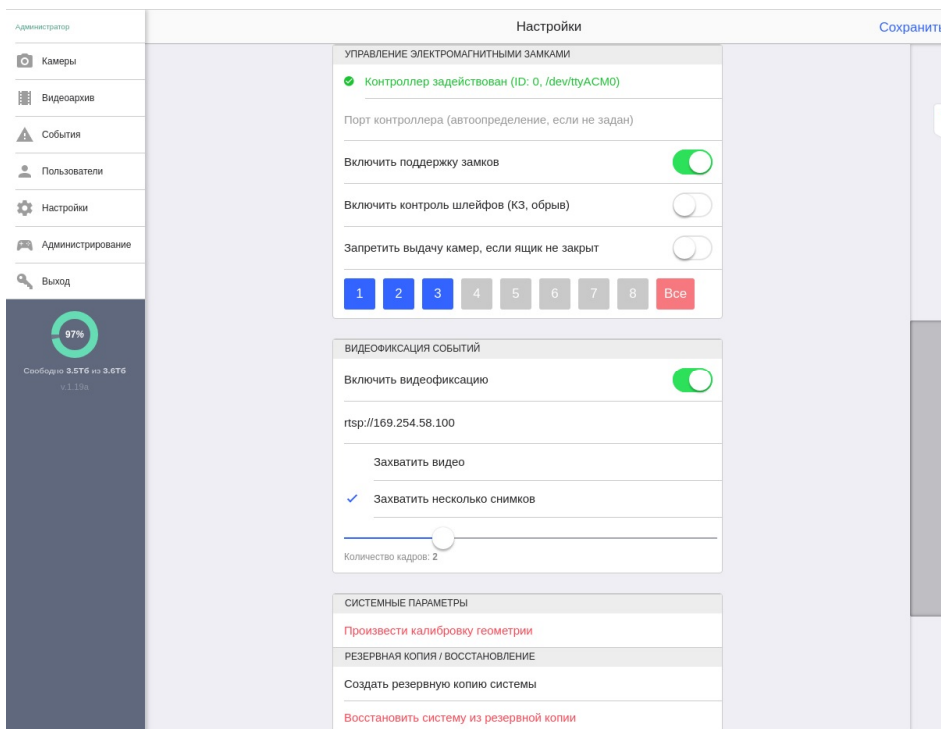 Администратор
Настройки
Сохранить
Камеры
Видеоархив
События
Пользователи
Настройки
Администрирование
Выход
97%
Свободно 3.5Тб из 3.6Тб
v.1.19a
УПРАВЛЕНИЕ ЭЛЕКТРОМАГНИТНЫМИ ЗАМКАМИ
Контроллер задействован (ID: 0, /dev/ttyACM0)
Порт контроллера (автоопределение, если не задан)
Включить поддержку замков
Включить контроль шлейфов (КЗ, обрыв)
Запретить выдачу камер, если ящик не закрыт
1 2 3 4 5 6 7 8 Все
ВИДЕОФИКСАЦИЯ СОБЫТИЙ
Включить видеофиксацию
rtsp://169.254.58.100
Захватить видео
Захватить несколько снимков
Количество кадров: 2
СИСТЕМНЫЕ ПАРАМЕТРЫ
Произвести калибровку геометрии
РЕЗЕРВНАЯ КОПИЯ / ВОССТАНОВЛЕНИЕ
Создать резервную копию системы
Восстановить систему из резервной копии